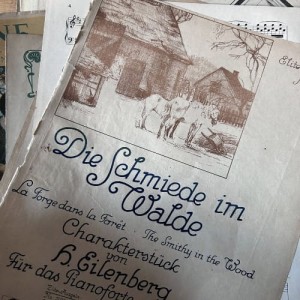 Elite
Die Schmiede im
Walde
La Forge dans la Forêt The Smithy in the Wood
Charakterstück
von
H. Eilenberg
Für das Pianoforte